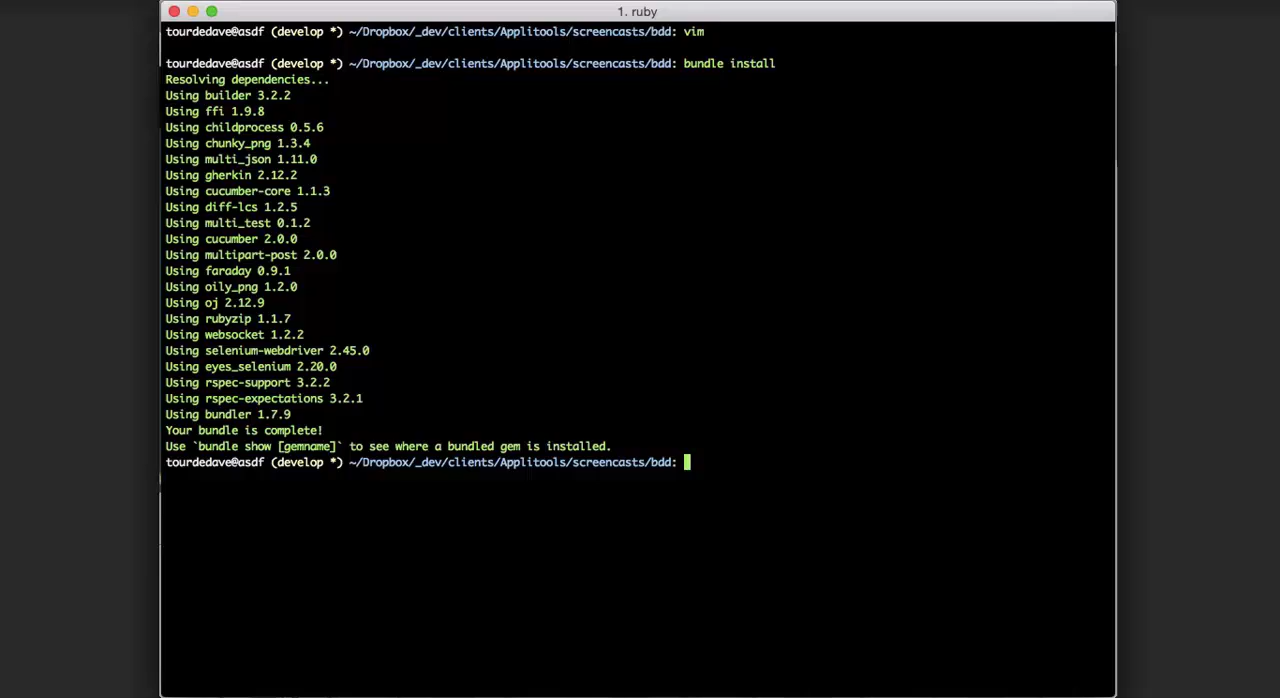 1. ruby
tourdedave@asdf (develop *) ~/Dropbox/_dev/clients/Applitools/screencasts/bdd: vim
tourdedave@asdf (develop *) ~/Dropbox/_dev/clients/Applitools/screencasts/bdd: bundle install
Resolving dependencies...
Using builder 3.2.2
Using ffi 1.9.8
Using childprocess 0.5.6
Using chunky_png 1.3.4
Using multi_json 1.11.0
Using gherkin 2.12.2
Using cucumber-core 1.1.3
Using diff-lcs 1.2.5
Using multi_test 0.1.2
Using cucumber 2.0.0
Using multipart-post 2.0.0
Using faraday 0.9.1
Using oily_png 1.2.0
Using oj 2.12.9
Using rubyzip 1.1.7
Using websocket 1.2.2
Using selenium-webdriver 2.45.0
Using eyes_selenium 2.20.0
Using rspec-support 3.2.2
Using rspec-expectations 3.2.1
Using bundler 1.7.9
Your bundle is complete!
Use `bundle show [gemname]` to see where a bundled gem is installed.
tourdedave@asdf (develop *) ~/Dropbox/_dev/clients/Applitools/screencasts/bdd: